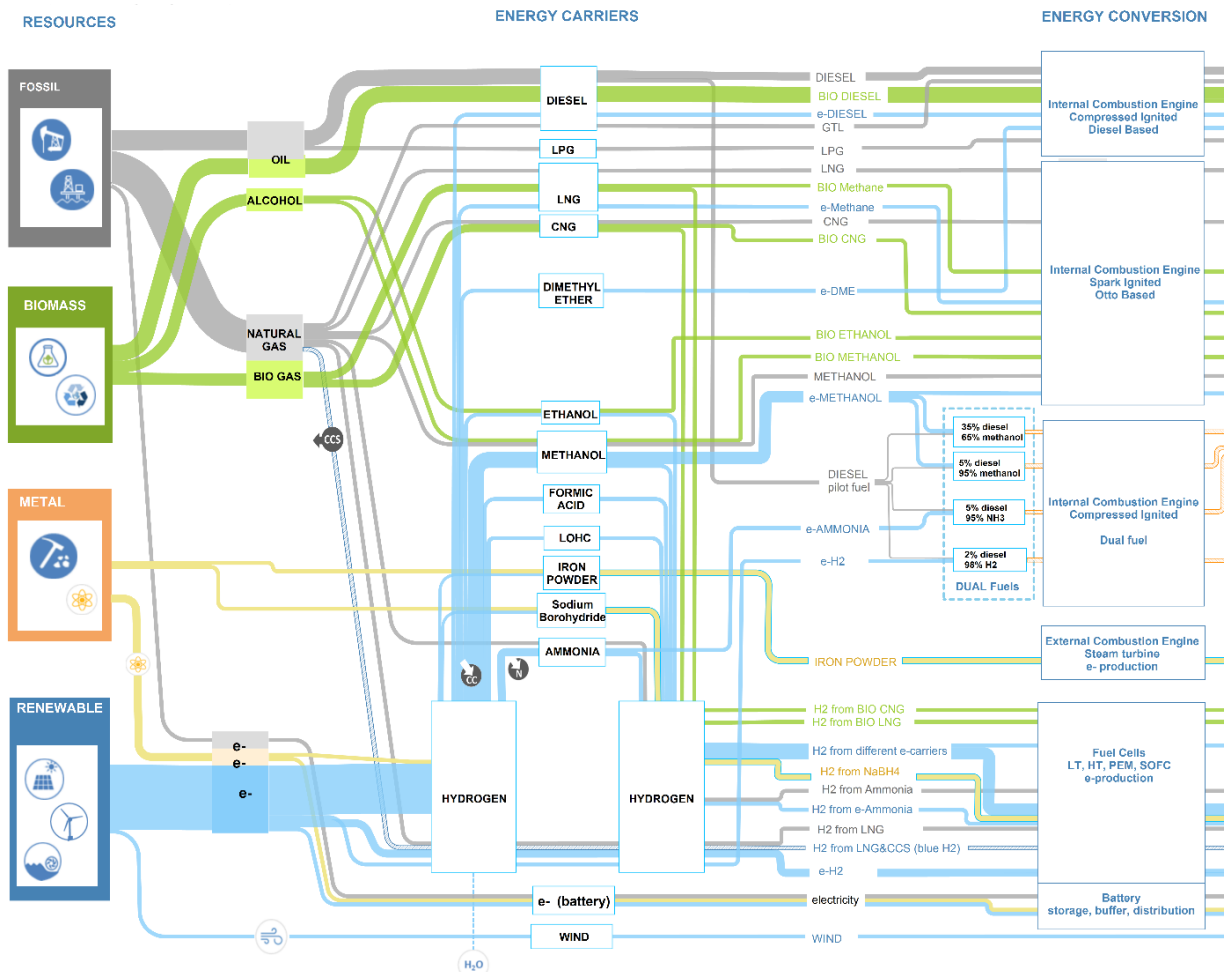 RESOURCES
ENERGY CARRIERS
ENERGY CONVERSION
FOSSIL
BIOMASS
METAL
RENEWABLE
OIL
ALCOHOL
NATURAL
GAS
BIO GAS
CCS
e-
e-
e-
DIESEL
LPG
LNG
CNG
DIMETHYL
ETHER
ETHANOL
METHANOL
FORMIC
ACID
LOHC
IRON
POWDER
Sodium
Borohydride
AMMONIA
CC
N
HYDROGEN
HYDROGEN
e- (battery)
WIND
H₂O
DIESEL
BIO DIESEL
e-DIESEL
GTL
LPG
LNG
BIO Methane
e-Methane
CNG
BIO CNG
e-DME
BIO ETHANOL
BIO METHANOL
METHANOL
e-METHANOL
DIESEL
pilot fuel
e-AMMONIA
e-H2
IRON POWDER
H2 from BIO CNG
H2 from BIO LNG
H2 from different e-carriers
H2 from NaBH4
H2 from Ammonia
H2 from e-Ammonia
H2 from LNG
H2 from LNG&CCS (blue H2)
e-H2
electricity
WIND
35% diesel
65% methanol
5% diesel
95% methanol
5% diesel
95% NH3
2% diesel
98% H2
DUAL Fuels
Internal Combustion Engine
Compressed Ignited
Diesel Based
Internal Combustion Engine
Spark Ignited
Otto Based
Internal Combustion Engine
Compressed Ignited
Dual fuel
External Combustion Engine
Steam turbine
e- production
Fuel Cells
LT, HT, PEM, SOFC
e-production
Battery
storage, buffer, distribution